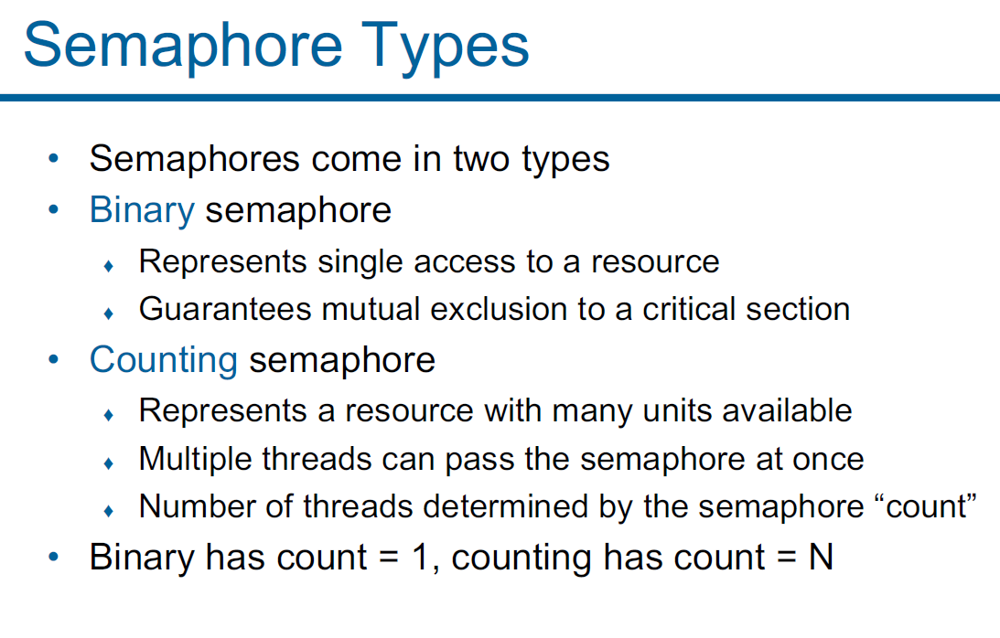 Semaphore Types
• Semaphores come in two types
• Binary semaphore
♦ Represents single access to a resource
♦ Guarantees mutual exclusion to a critical section
• Counting semaphore
♦ Represents a resource with many units available
♦ Multiple threads can pass the semaphore at once
♦ Number of threads determined by the semaphore “count”
• Binary has count = 1, counting has count = N